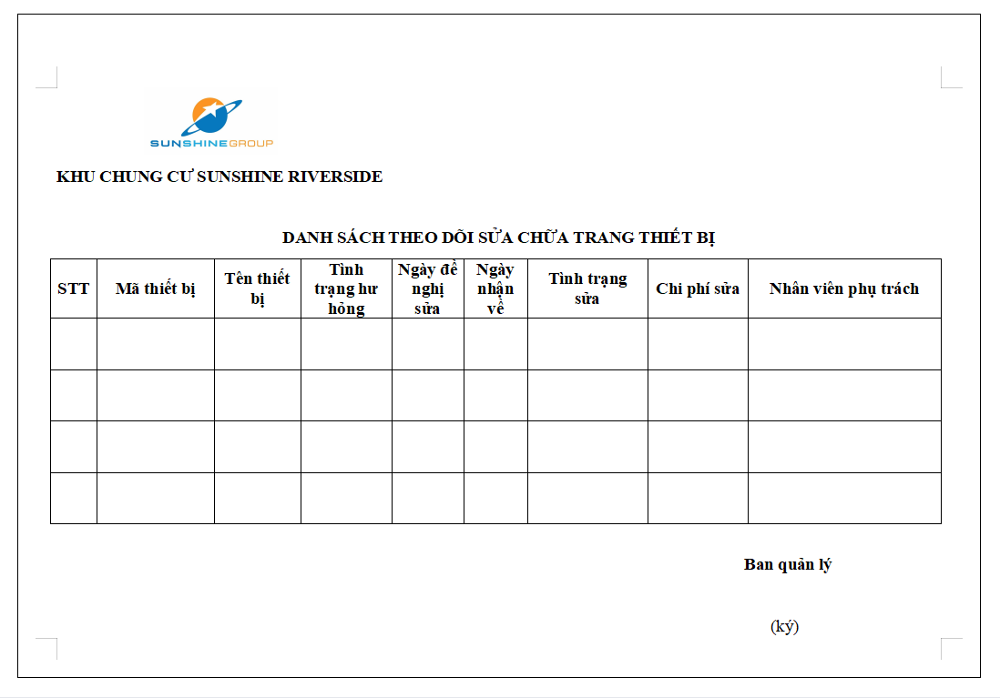 SUNSHINEGROUP
KHU CHUNG CƯ SUNSHINE RIVERSIDE
DANH SÁCH THEO DÕI SỬA CHỮA TRANG THIẾT BỊ
STT
Mã thiết bị
Tên thiết
bị
Tình
trạng hư
hỏng
Ngày đề
nghị
sửa
Ngày
nhận
về
Tình trạng
sửa
Chi phí sửa
Nhân viên phụ trách
Ban quản lý
(ký)